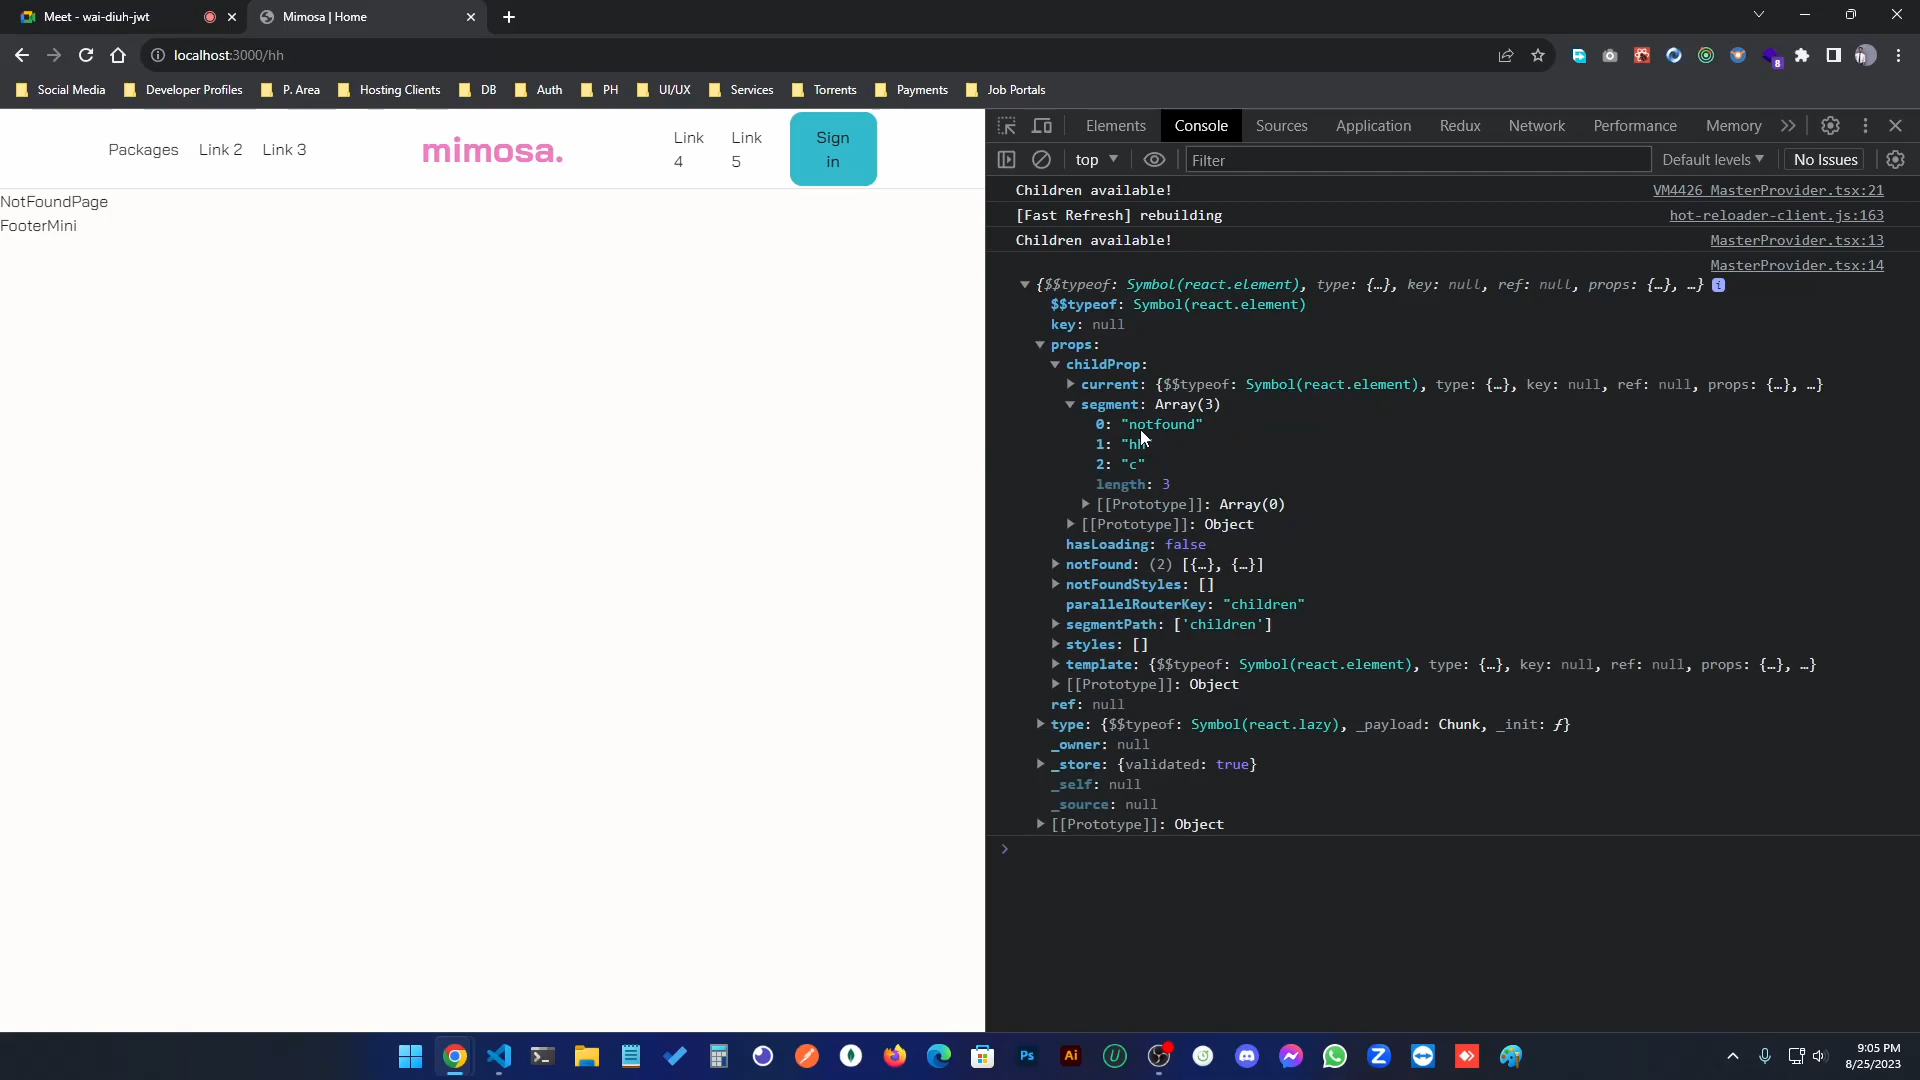 Meet - wai-diuh-jwt
Mimosa | Home
localhost:3000/hh
8
Social Media
Developer Profiles
P. Area
Hosting Clients
DB
Auth
PH
UI/UX
Services
Torrents
Payments
Job Portals
Packages
Link 2
Link 3
mimosa.
Link 4
Link 5
Sign in
NotFoundPage
FooterMini
Elements
Console
Sources
Application
Redux
Network
Performance
Memory
top
Filter
Default levels
No Issues
Children available! VM4426 MasterProvider.tsx:21
[Fast Refresh] rebuilding hot-reloader-client.js:163
Children available! MasterProvider.tsx:13
MasterProvider.tsx:14
{$$typeof: Symbol(react.element), type: {…}, key: null, ref: null, props: {…}, …} i
$$typeof: Symbol(react.element)
key: null
props:
childProp:
current: {$$typeof: Symbol(react.element), type: {…}, key: null, ref: null, props: {…}, …}
segment: Array(3)
0: "notfound"
1: "hh"
2: "c"
length: 3
[[Prototype]]: Array(0)
[[Prototype]]: Object
hasLoading: false
notFound: (2) [{…}, {…}]
notFoundStyles: []
parallelRouterKey: "children"
segmentPath: ['children']
styles: []
template: {$$typeof: Symbol(react.element), type: {…}, key: null, ref: null, props: {…}, …}
[[Prototype]]: Object
ref: null
type: {$$typeof: Symbol(react.lazy), _payload: Chunk, _init: ƒ}
_owner: null
_store: {validated: true}
_self: null
_source: null
[[Prototype]]: Object
Ps
Ai
9:05 PM
8/25/2023